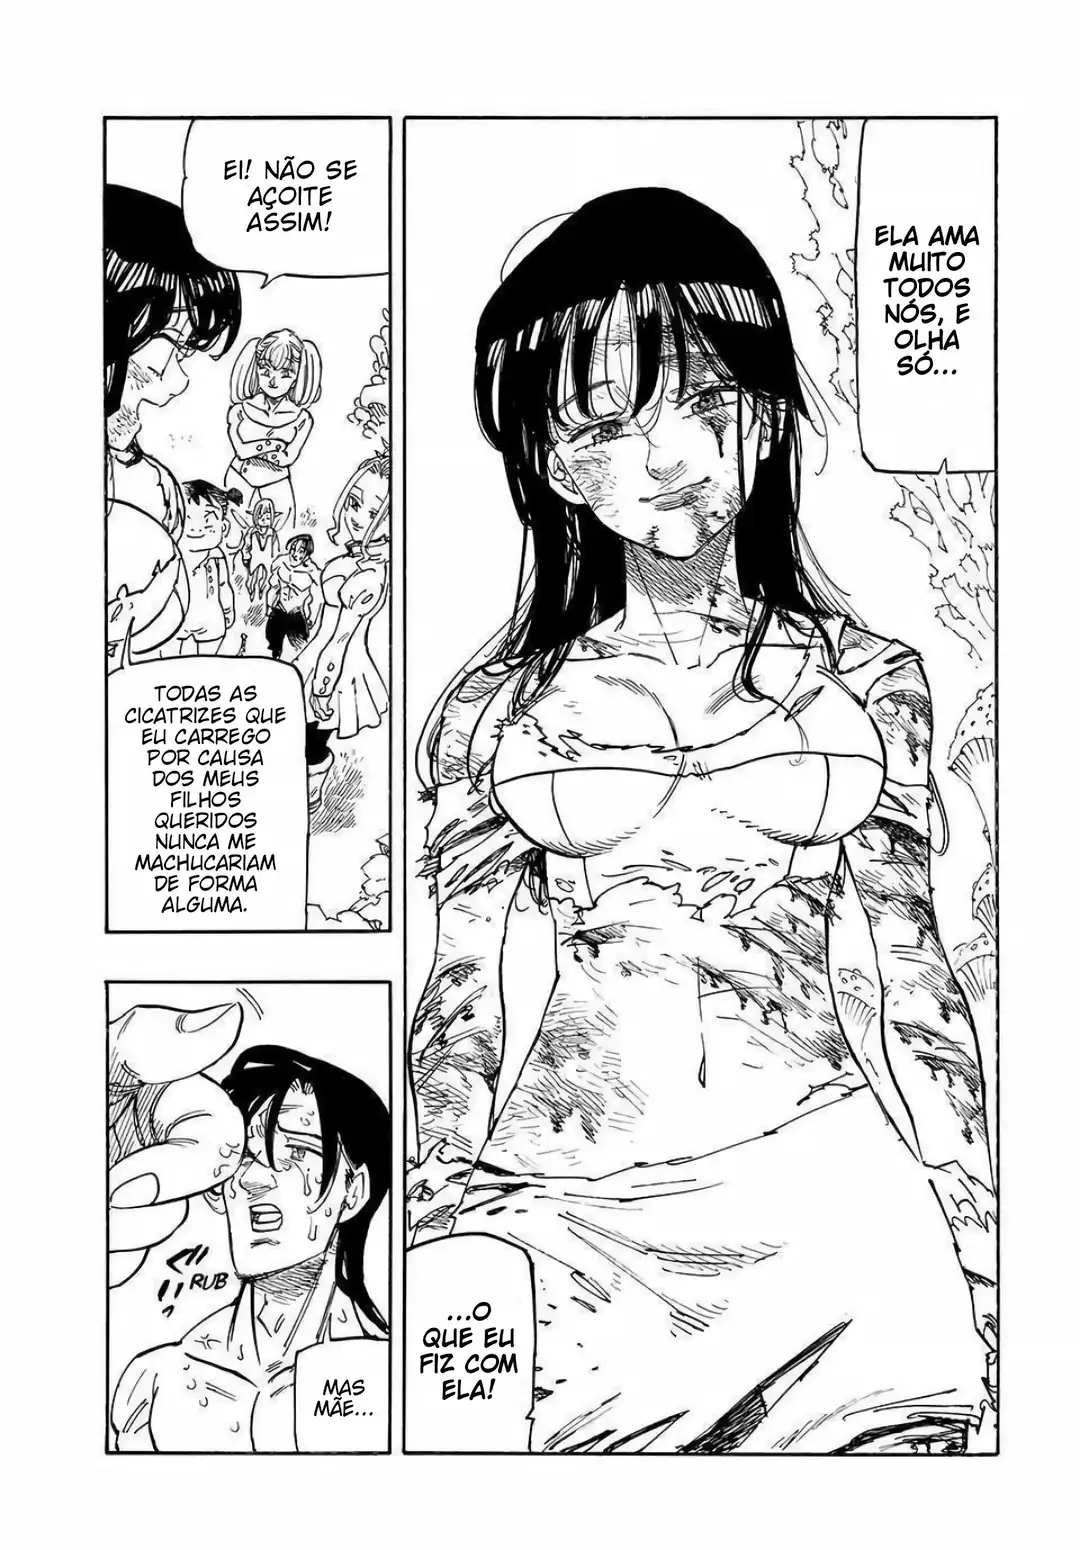 ELA AMA
MUITO
TODOS
NÓS, E
OLHA
SÓ...
...O
QUE EU
FIZ COM
ELA!
EI! NÃO SE
AÇOITE
ASSIM!
TODAS AS
CICATRIZES QUE
EU CARREGO
POR CAUSA
DOS MEUS
FILHOS
QUERIDOS
NUNCA ME
MACHUCARIAM
DE FORMA
ALGUMA.
RUB
MAS
MÃE...